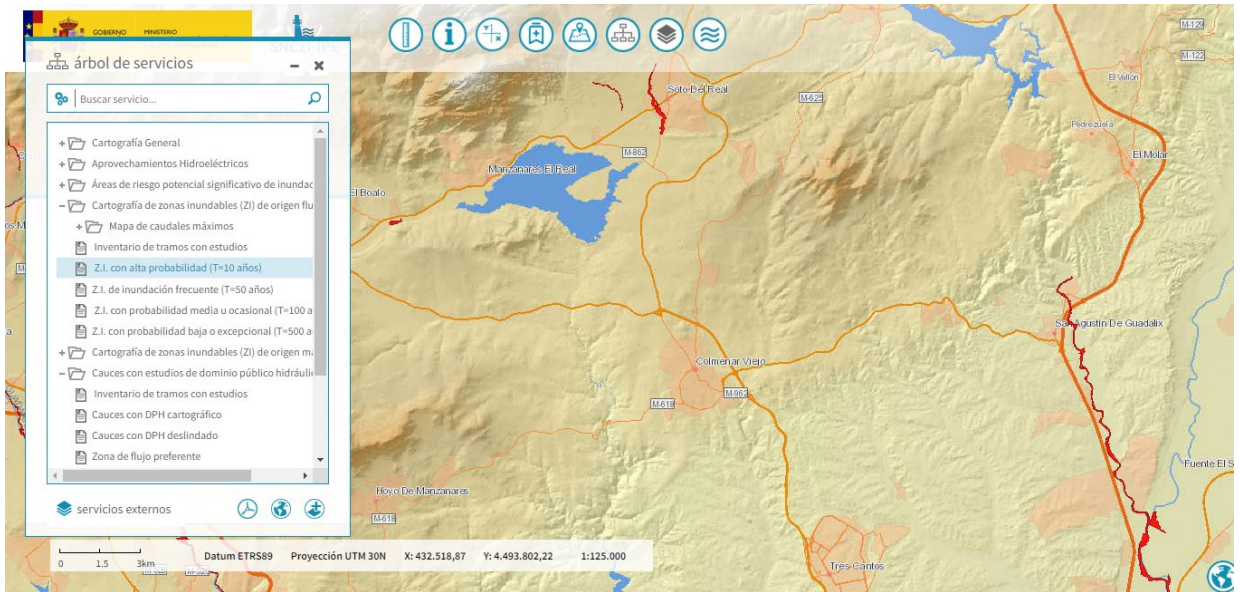 GOBIERNO MINISTERIO
SNCZI-IPE
árbol de servicios
Buscar servicio...
Cartografía General
Aprovechamientos Hidroeléctricos
Áreas de riesgo potencial significativo de inundac
Cartografía de zonas inundables (ZI) de origen flu
Mapa de caudales máximos
Inventario de tramos con estudios
Z.I. con alta probabilidad (T=10 años)
Z.I. de inundación frecuente (T=50 años)
Z.I. con probabilidad media u ocasional (T=100 a
Z.I. con probabilidad baja o excepcional (T=500 a
Cartografía de zonas inundables (ZI) de origen ma
Cauces con estudios de dominio público hidráulic
Inventario de tramos con estudios
Cauces con DPH cartográfico
Cauces con DPH deslindado
Zona de flujo preferente
servicios externos
0 1.5 3km
Datum ETRS89 Proyección UTM 30N X: 432.518,87 Y: 4.493.802,22 1:125.000
M-129
M-122
El Vellón
Soto Del Real
M-625
Pedrezuela
M-862
El Molar
Manzanares El Real
El Boalo
San Agustín De Guadalix
Colmenar Viejo
M-962
M-618
Fuente El S
Hoyo De Manzanares
M-618
Tres Cantos